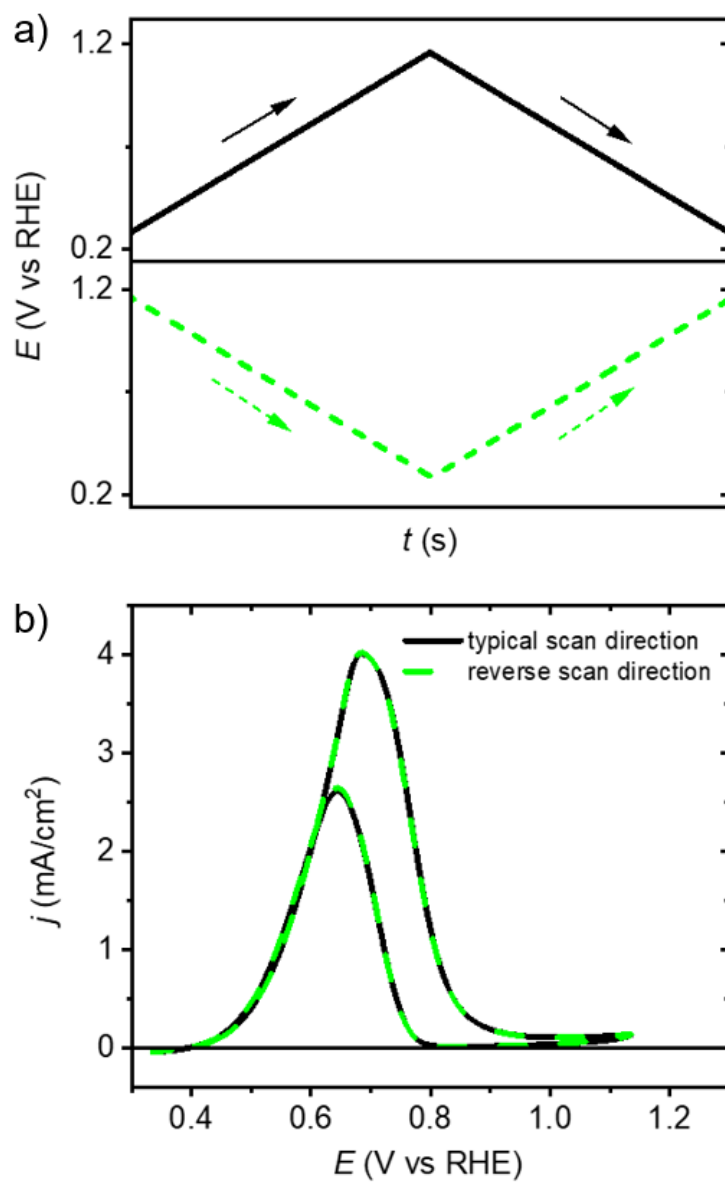 a)
1.2
0.2
1.2
0.2
E (V vs RHE)
t (s)
b)
typical scan direction
reverse scan direction
4
3
2
1
0
j (mA/cm²)
0.4 0.6 0.8 1.0 1.2
E (V vs RHE)